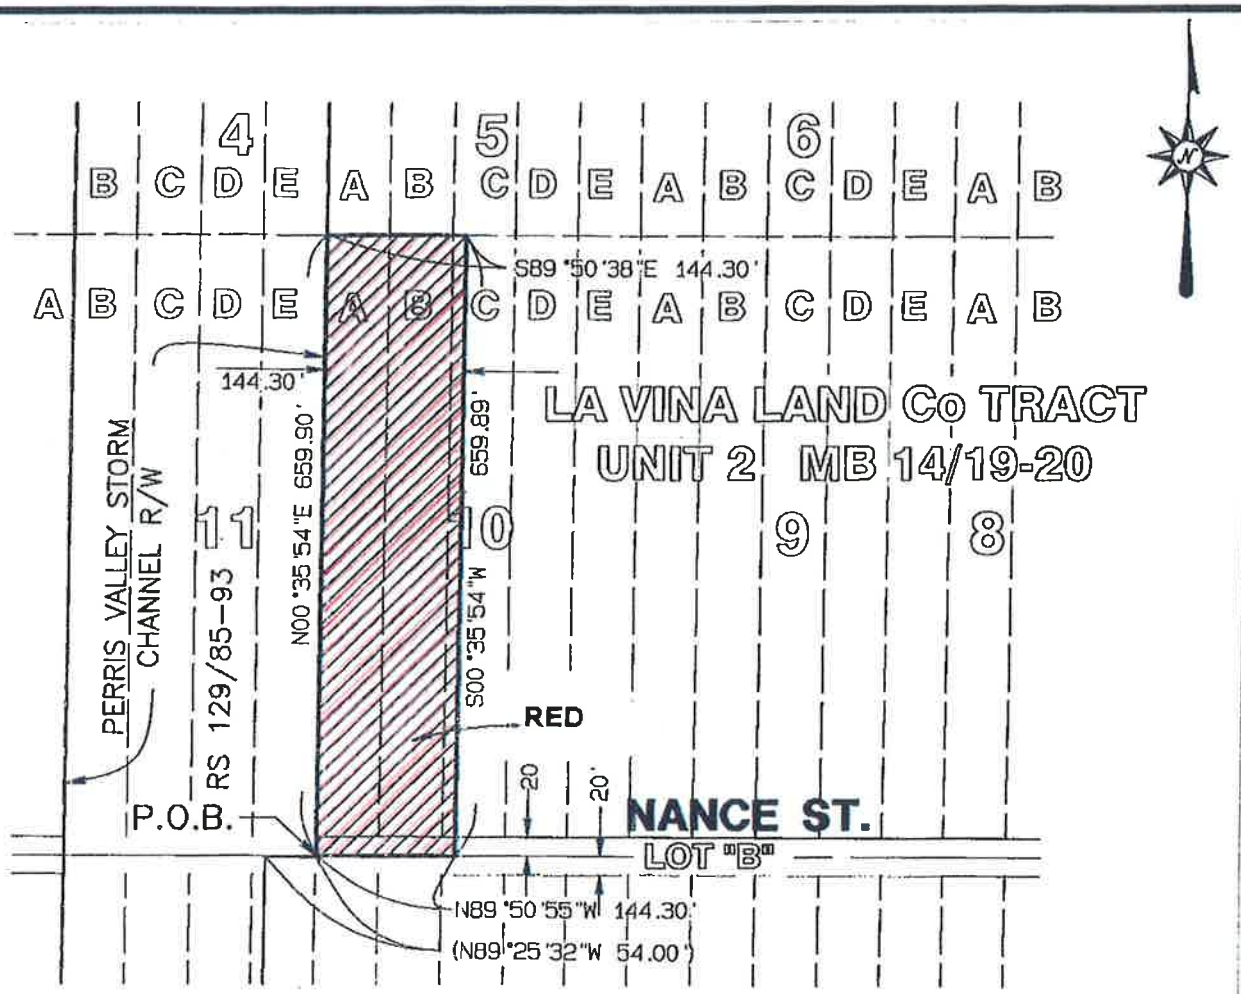 N
4 5 6
B C D E A B C D E A B C D E A B
S89°50'38"E 144.30'
A B C D E A B C D E A B C D E A B
144.30'
LA VINA LAND Co TRACT
UNIT 2 MB 14/19-20
PERRIS VALLEY STORM
CHANNEL R/W
RS 129/85-93
N00°35'54"E 659.90'
659.89'
S00°35'54"W
11 10 9 8
RED
20
20'
P.O.B.
NANCE ST.
LOT "B"
N89°50'55"W 144.30'
(N89°25'32"W 54.00')